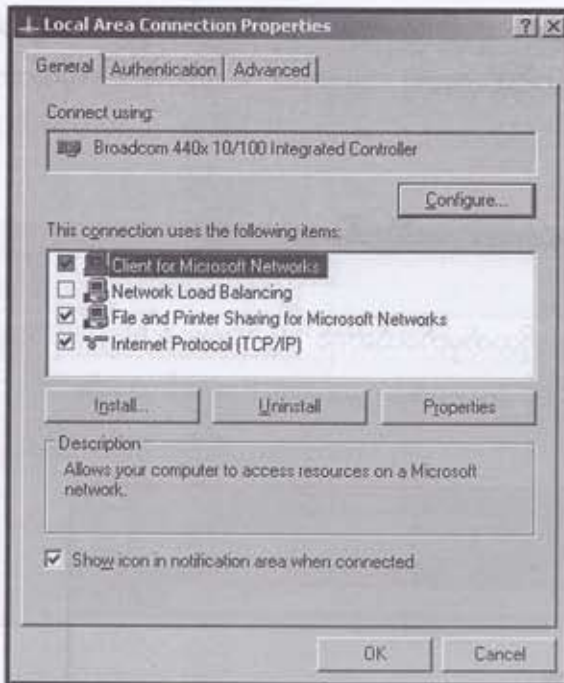 Local Area Connection Properties
General Authentication Advanced
Connect using:
Broadcom 440x 10/100 Integrated Controller
Configure...
This connection uses the following items:
Client for Microsoft Networks
Network Load Balancing
File and Printer Sharing for Microsoft Networks
Internet Protocol (TCP/IP)
Install... Uninstall Properties
Description
Allows your computer to access resources on a Microsoft
network.
Show icon in notification area when connected
OK Cancel